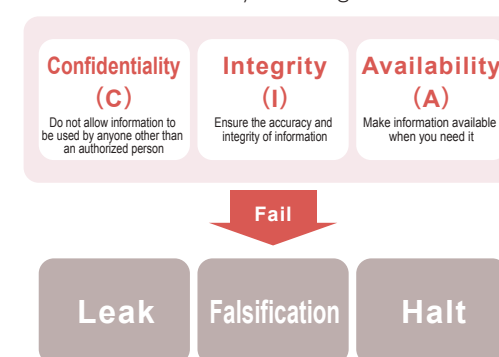 Confidentiality
(C)
Do not allow information to
be used by anyone other than
an authorized person
Integrity
(I)
Ensure the accuracy and
integrity of information
Availability
(A)
Make information available
when you need it
Fail
Leak
Falsification
Halt